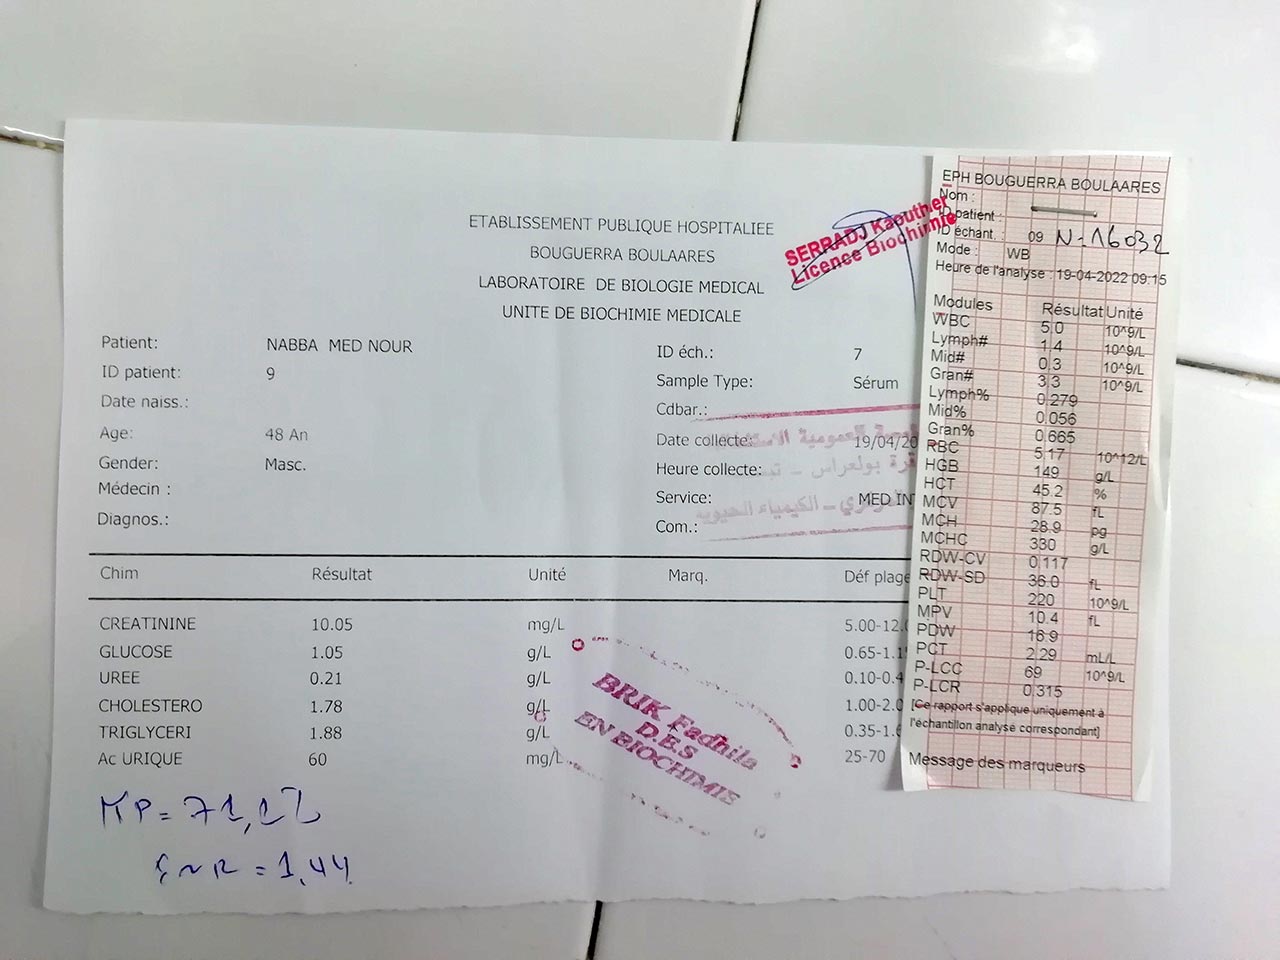 ETABLISSEMENT PUBLIQUE HOSPITALIEE
BOUGUERRA BOULAARES
LABORATOIRE DE BIOLOGIE MEDICAL
UNITE DE BIOCHIMIE MEDICALE
SERRADJ Kaouther
Licence Biochimie
Patient: NABBA MED NOUR
ID patient: 9
Date naiss.:
Age: 48 An
Gender: Masc.
Médecin :
Diagnos.:
ID éch.: 7
Sample Type: Sérum
Cdbar.:
Date collecte: 19/04/20
Heure collecte:
Service: MED INT
Com.:
العمومية
بولعراس
الكيمياء الحيوية
Chim Résultat Unité Marq. Déf plage
CREATININE 10.05 mg/L 5.00-12.0
GLUCOSE 1.05 g/L 0.65-1.1
UREE 0.21 g/L 0.10-0.4
CHOLESTERO 1.78 g/L 1.00-2.0
TRIGLYCERI 1.88 g/L 0.35-1.6
Ac URIQUE 60 mg/L 25-70
BRIK Fadhila
D.E.S
EN BIOCHIMIE
= 71,1
= 1,44
EPH BOUGUERRA BOULAARES
Nom :
ID patient :
ID échant. : 09 N-16032
Mode : WB
Heure de l'analyse : 19-04-2022 09:15
Modules Résultat Unité
WBC 5.0 10^9/L
Lymph# 1.4 10^9/L
Mid# 0.3 10^9/L
Gran# 3.3
Lymph% 0.279
Mid% 0.056
Gran% 0.665
RBC 5.17 10^12/L
HGB 149 g/L
HCT 45.2 %
MCV 87.5 fL
MCH 28.9 pg
MCHC 330 g/L
RDW-CV 0.117
RDW-SD 36.0 fL
PLT 220 10^9/L
MPV 10.4 fL
PDW 16.9
PCT 2.29 mL/L
P-LCC 69 10^9/L
P-LCR 0.315
[Ce rapport s'applique uniquement à
l'échantillon analysé correspondant]
Message des marqueurs